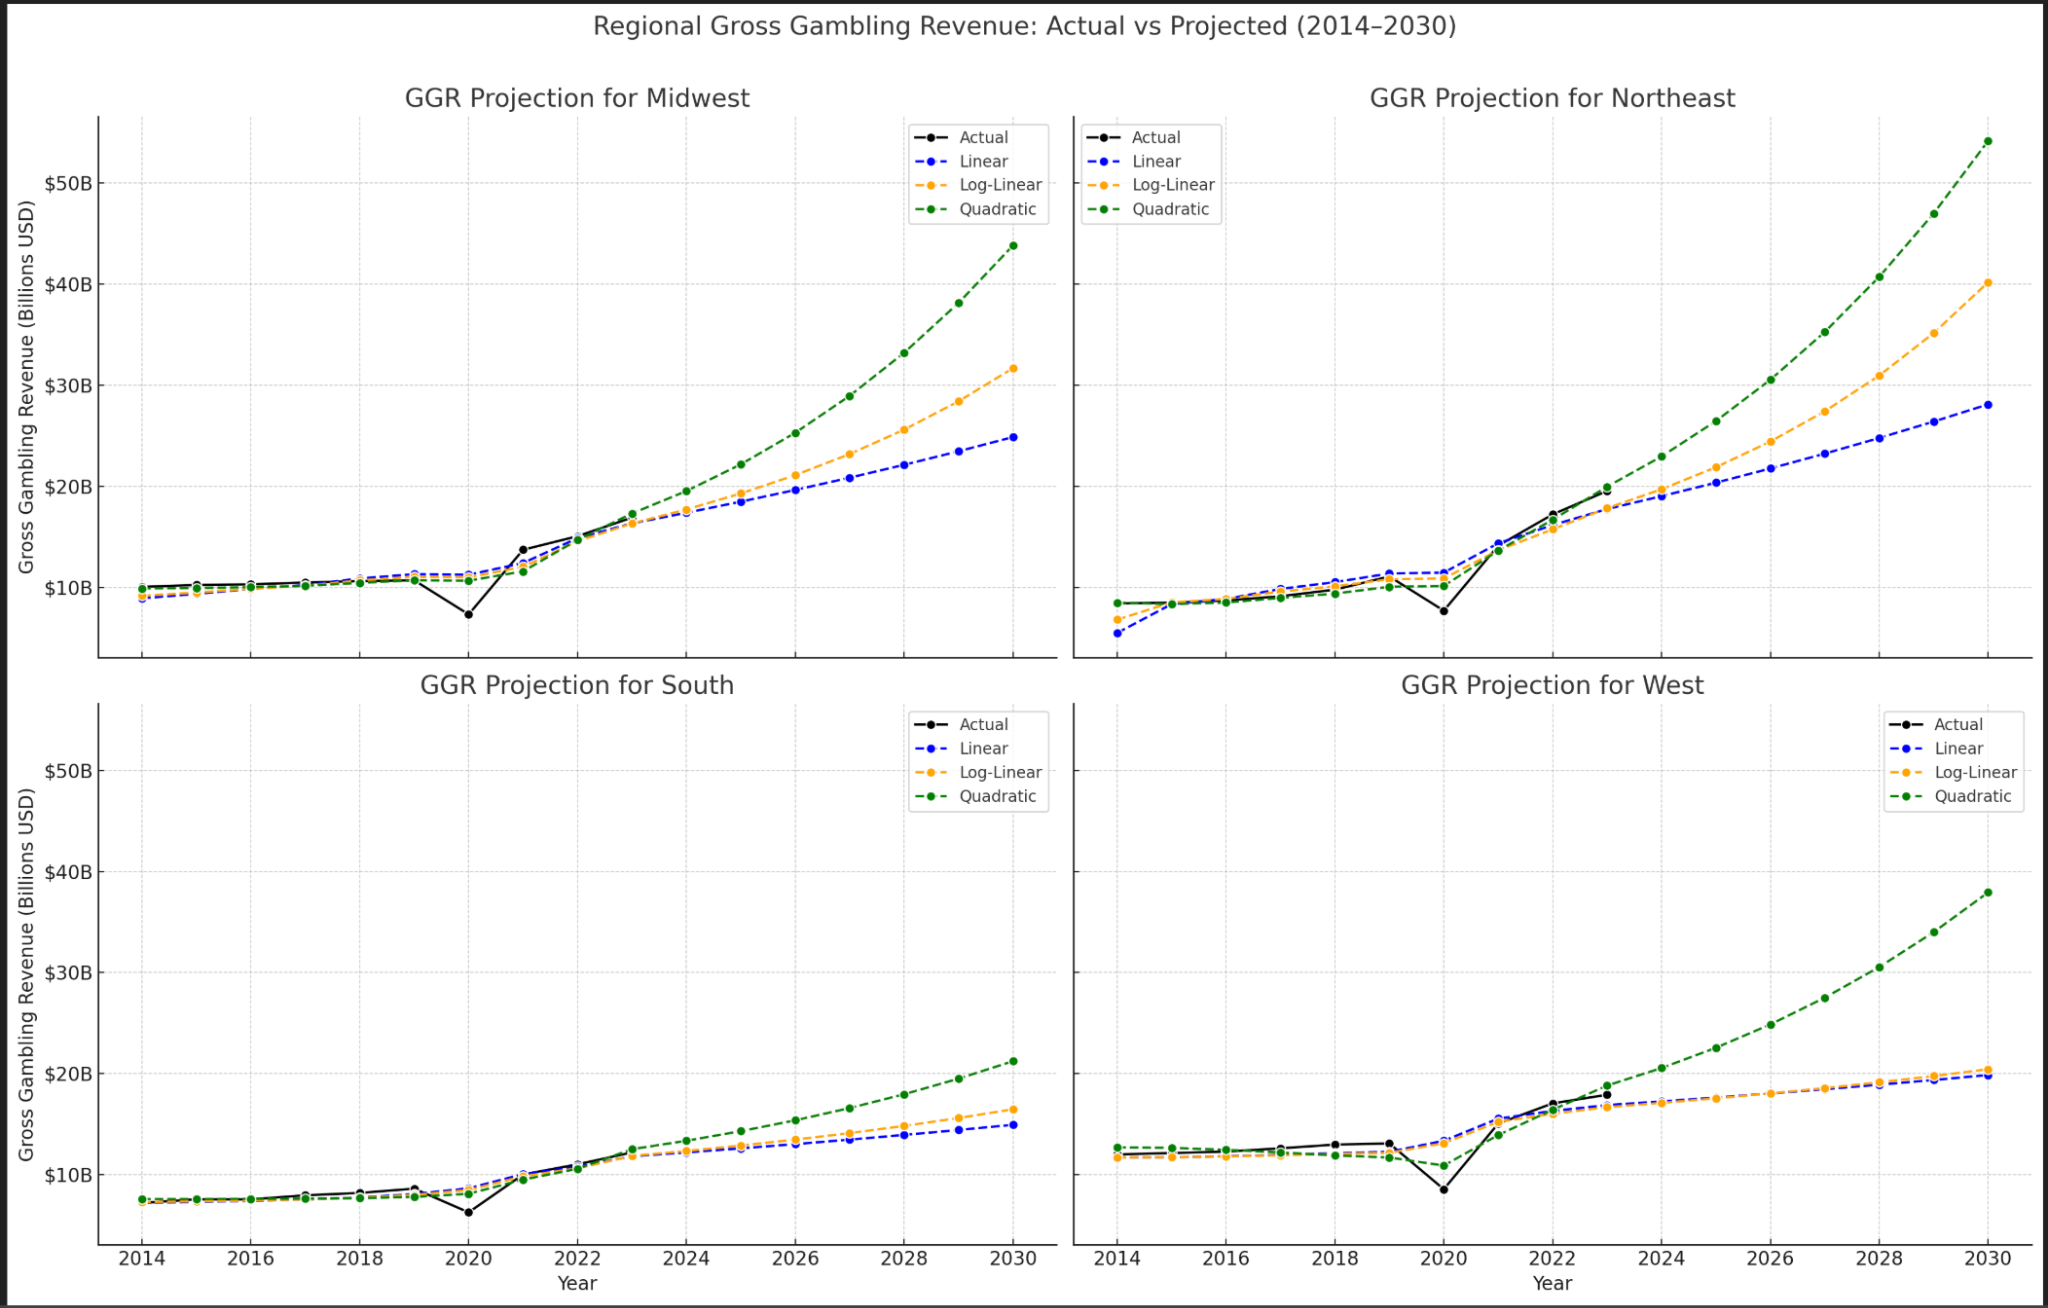 Regional Gross Gambling Revenue: Actual vs Projected (2014–2030)
GGR Projection for Midwest
Gross Gambling Revenue (Billions USD)
$50B
$40B
$30B
$20B
$10B
Actual
Linear
Log-Linear
Quadratic
GGR Projection for Northeast
Actual
Linear
Log-Linear
Quadratic
GGR Projection for South
Gross Gambling Revenue (Billions USD)
$50B
$40B
$30B
$20B
$10B
Actual
Linear
Log-Linear
Quadratic
2014 2016 2018 2020 2022 2024 2026 2028 2030
Year
GGR Projection for West
Actual
Linear
Log-Linear
Quadratic
2014 2016 2018 2020 2022 2024 2026 2028 2030
Year